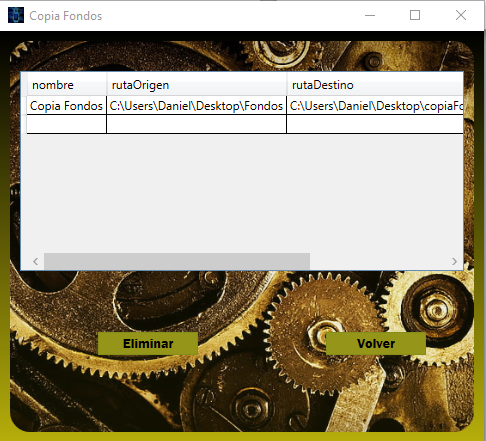 Copia Fondos
nombre rutaOrigen rutaDestino
Copia Fondos C:\Users\Daniel\Desktop\Fondos C:\Users\Daniel\Desktop\copiaFo
Eliminar Volver